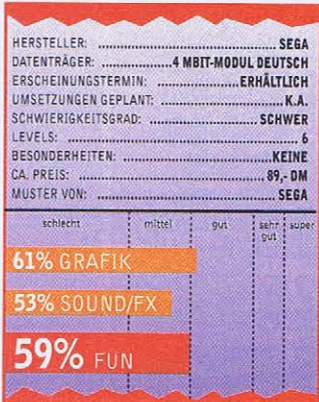 HERSTELLER: ................................ SEGA
DATENTRÄGER: ...............4 MBIT-MODUL DEUTSCH
ERSCHEINUNGSTERMIN: ....................ERHÄLTLICH
UMSETZUNGEN GEPLANT: ....................... K.A.
SCHWIERIGKEITSGRAD: .....................SCHWER
LEVELS: ........................................ 6
BESONDERHEITEN: ..........................KEINE
CA. PREIS: ................................ 89,- DM
MUSTER VON: ............................... SEGA
schlecht mittel gut sehr gut super
61% GRAFIK
53% SOUND/FX
59% FUN